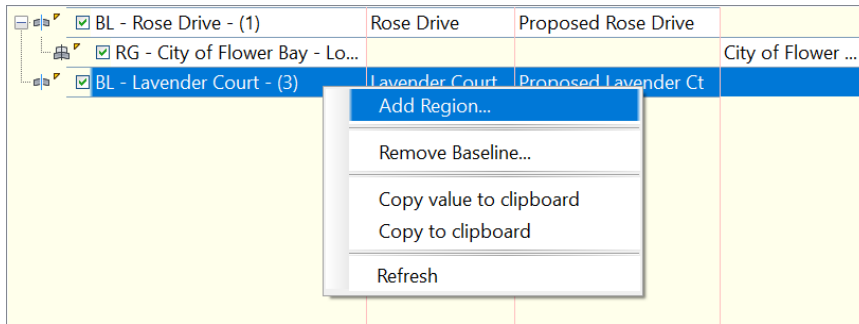 BL - Rose Drive - (1) Rose Drive Proposed Rose Drive
RG - City of Flower Bay - Lo... City of Flower ...
BL - Lavender Court - (3) Lavender Court Proposed Lavender Ct
Add Region...
Remove Baseline...
Copy value to clipboard
Copy to clipboard
Refresh